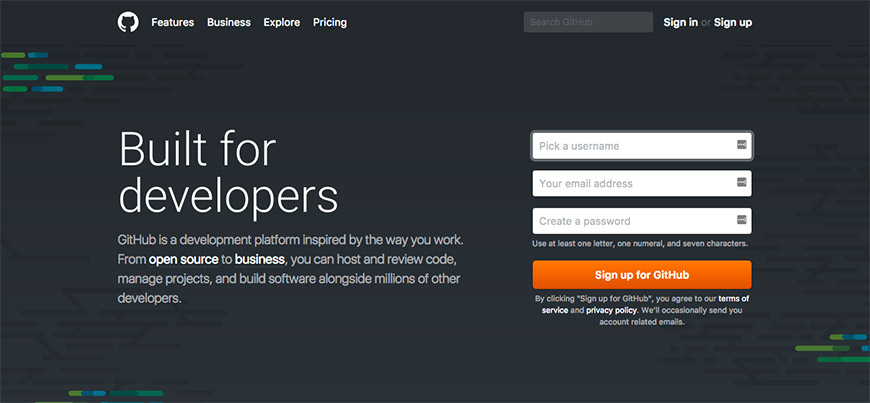 Features Business Explore Pricing Search GitHub Sign in or Sign up
Built for
developers
GitHub is a development platform inspired by the way you work.
From open source to business, you can host and review code,
manage projects, and build software alongside millions of other
developers.
Pick a username
Your email address
Create a password
Use at least one letter, one numeral, and seven characters.
Sign up for GitHub
By clicking "Sign up for GitHub", you agree to our terms of
service and privacy policy. We'll occasionally send you
account related emails.